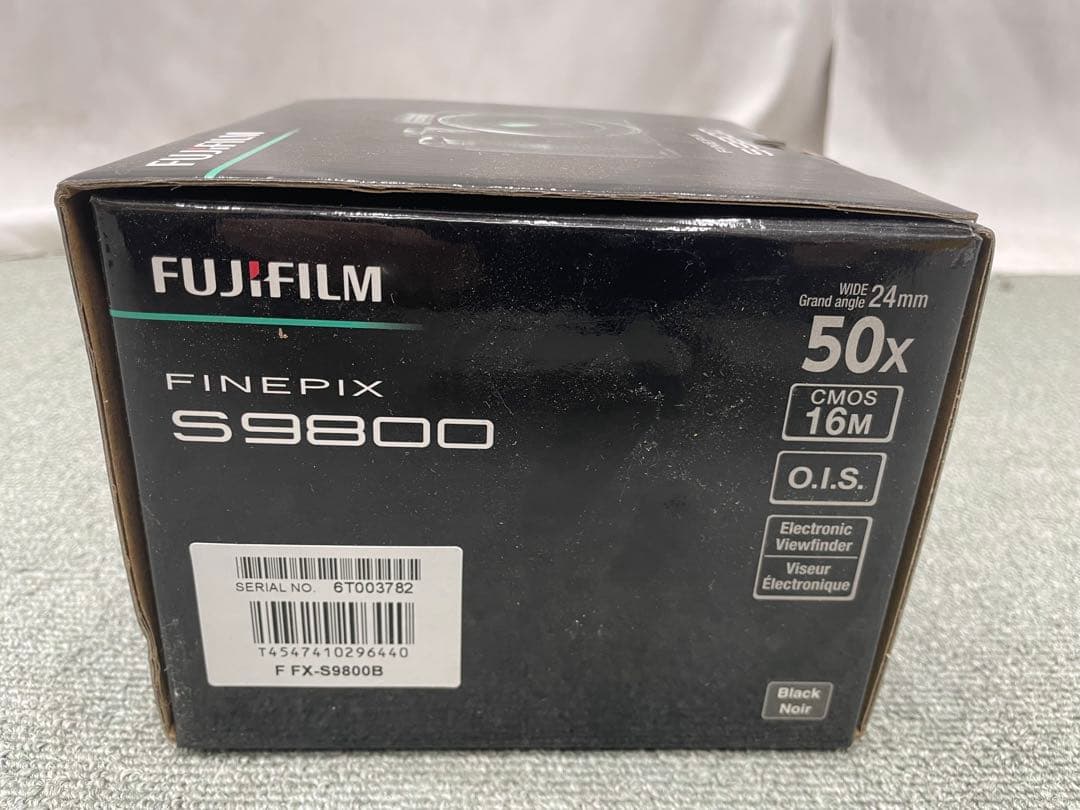 FUJIFILM
FUJIFILM
FINEPIX
S9800
WIDE
Grand angle 24mm
50x
CMOS
16M
O.I.S.
Electronic
Viewfinder
Viseur
Électronique
SERIAL NO. 6T003782
T4547410296440
F FX-S9800B
Black
Noir